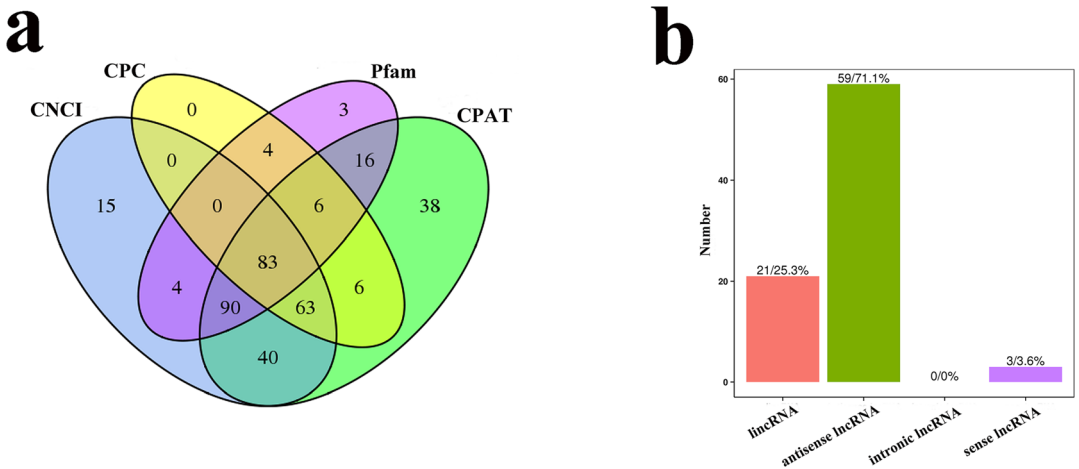 a
CPC
Pfam
CNCI
CPAT
0
3
0
4
16
15
0
6
38
83
4
90
63
6
40
b
Number
60
40
20
0
21/25.3%
59/71.1%
0/0%
3/3.6%
lincRNA
antisense lncRNA
intronic lncRNA
sense lncRNA